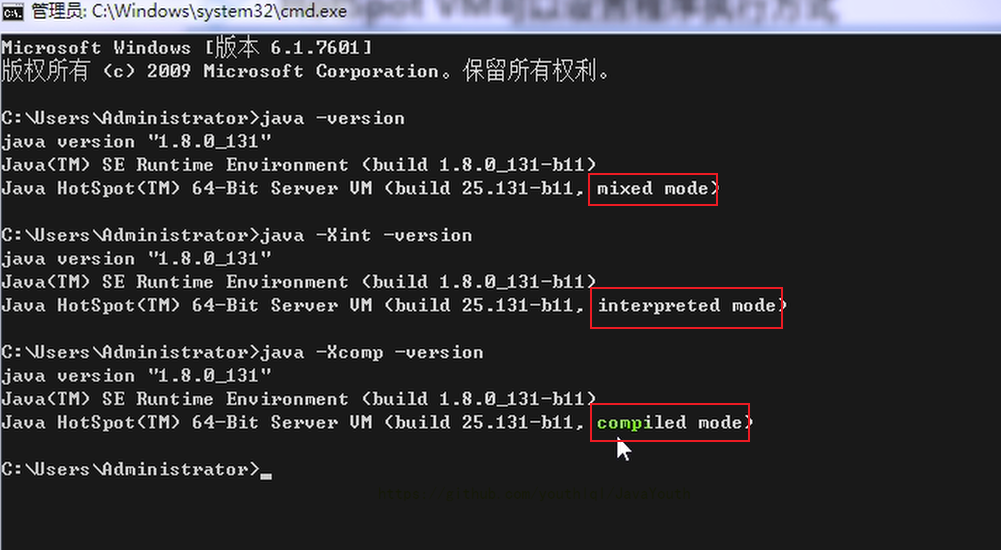 管理员: C:\Windows\system32\cmd.exe
Microsoft Windows [版本 6.1.7601]
版权所有 (c) 2009 Microsoft Corporation。保留所有权利。
C:\Users\Administrator>java -version
java version "1.8.0_131"
Java(TM) SE Runtime Environment (build 1.8.0_131-b11)
Java HotSpot(TM) 64-Bit Server VM (build 25.131-b11, mixed mode)
C:\Users\Administrator>java -Xint -version
java version "1.8.0_131"
Java(TM) SE Runtime Environment (build 1.8.0_131-b11)
Java HotSpot(TM) 64-Bit Server VM (build 25.131-b11, interpreted mode)
C:\Users\Administrator>java -Xcomp -version
java version "1.8.0_131"
Java(TM) SE Runtime Environment (build 1.8.0_131-b11)
Java HotSpot(TM) 64-Bit Server VM (build 25.131-b11, compiled mode)
C:\Users\Administrator>